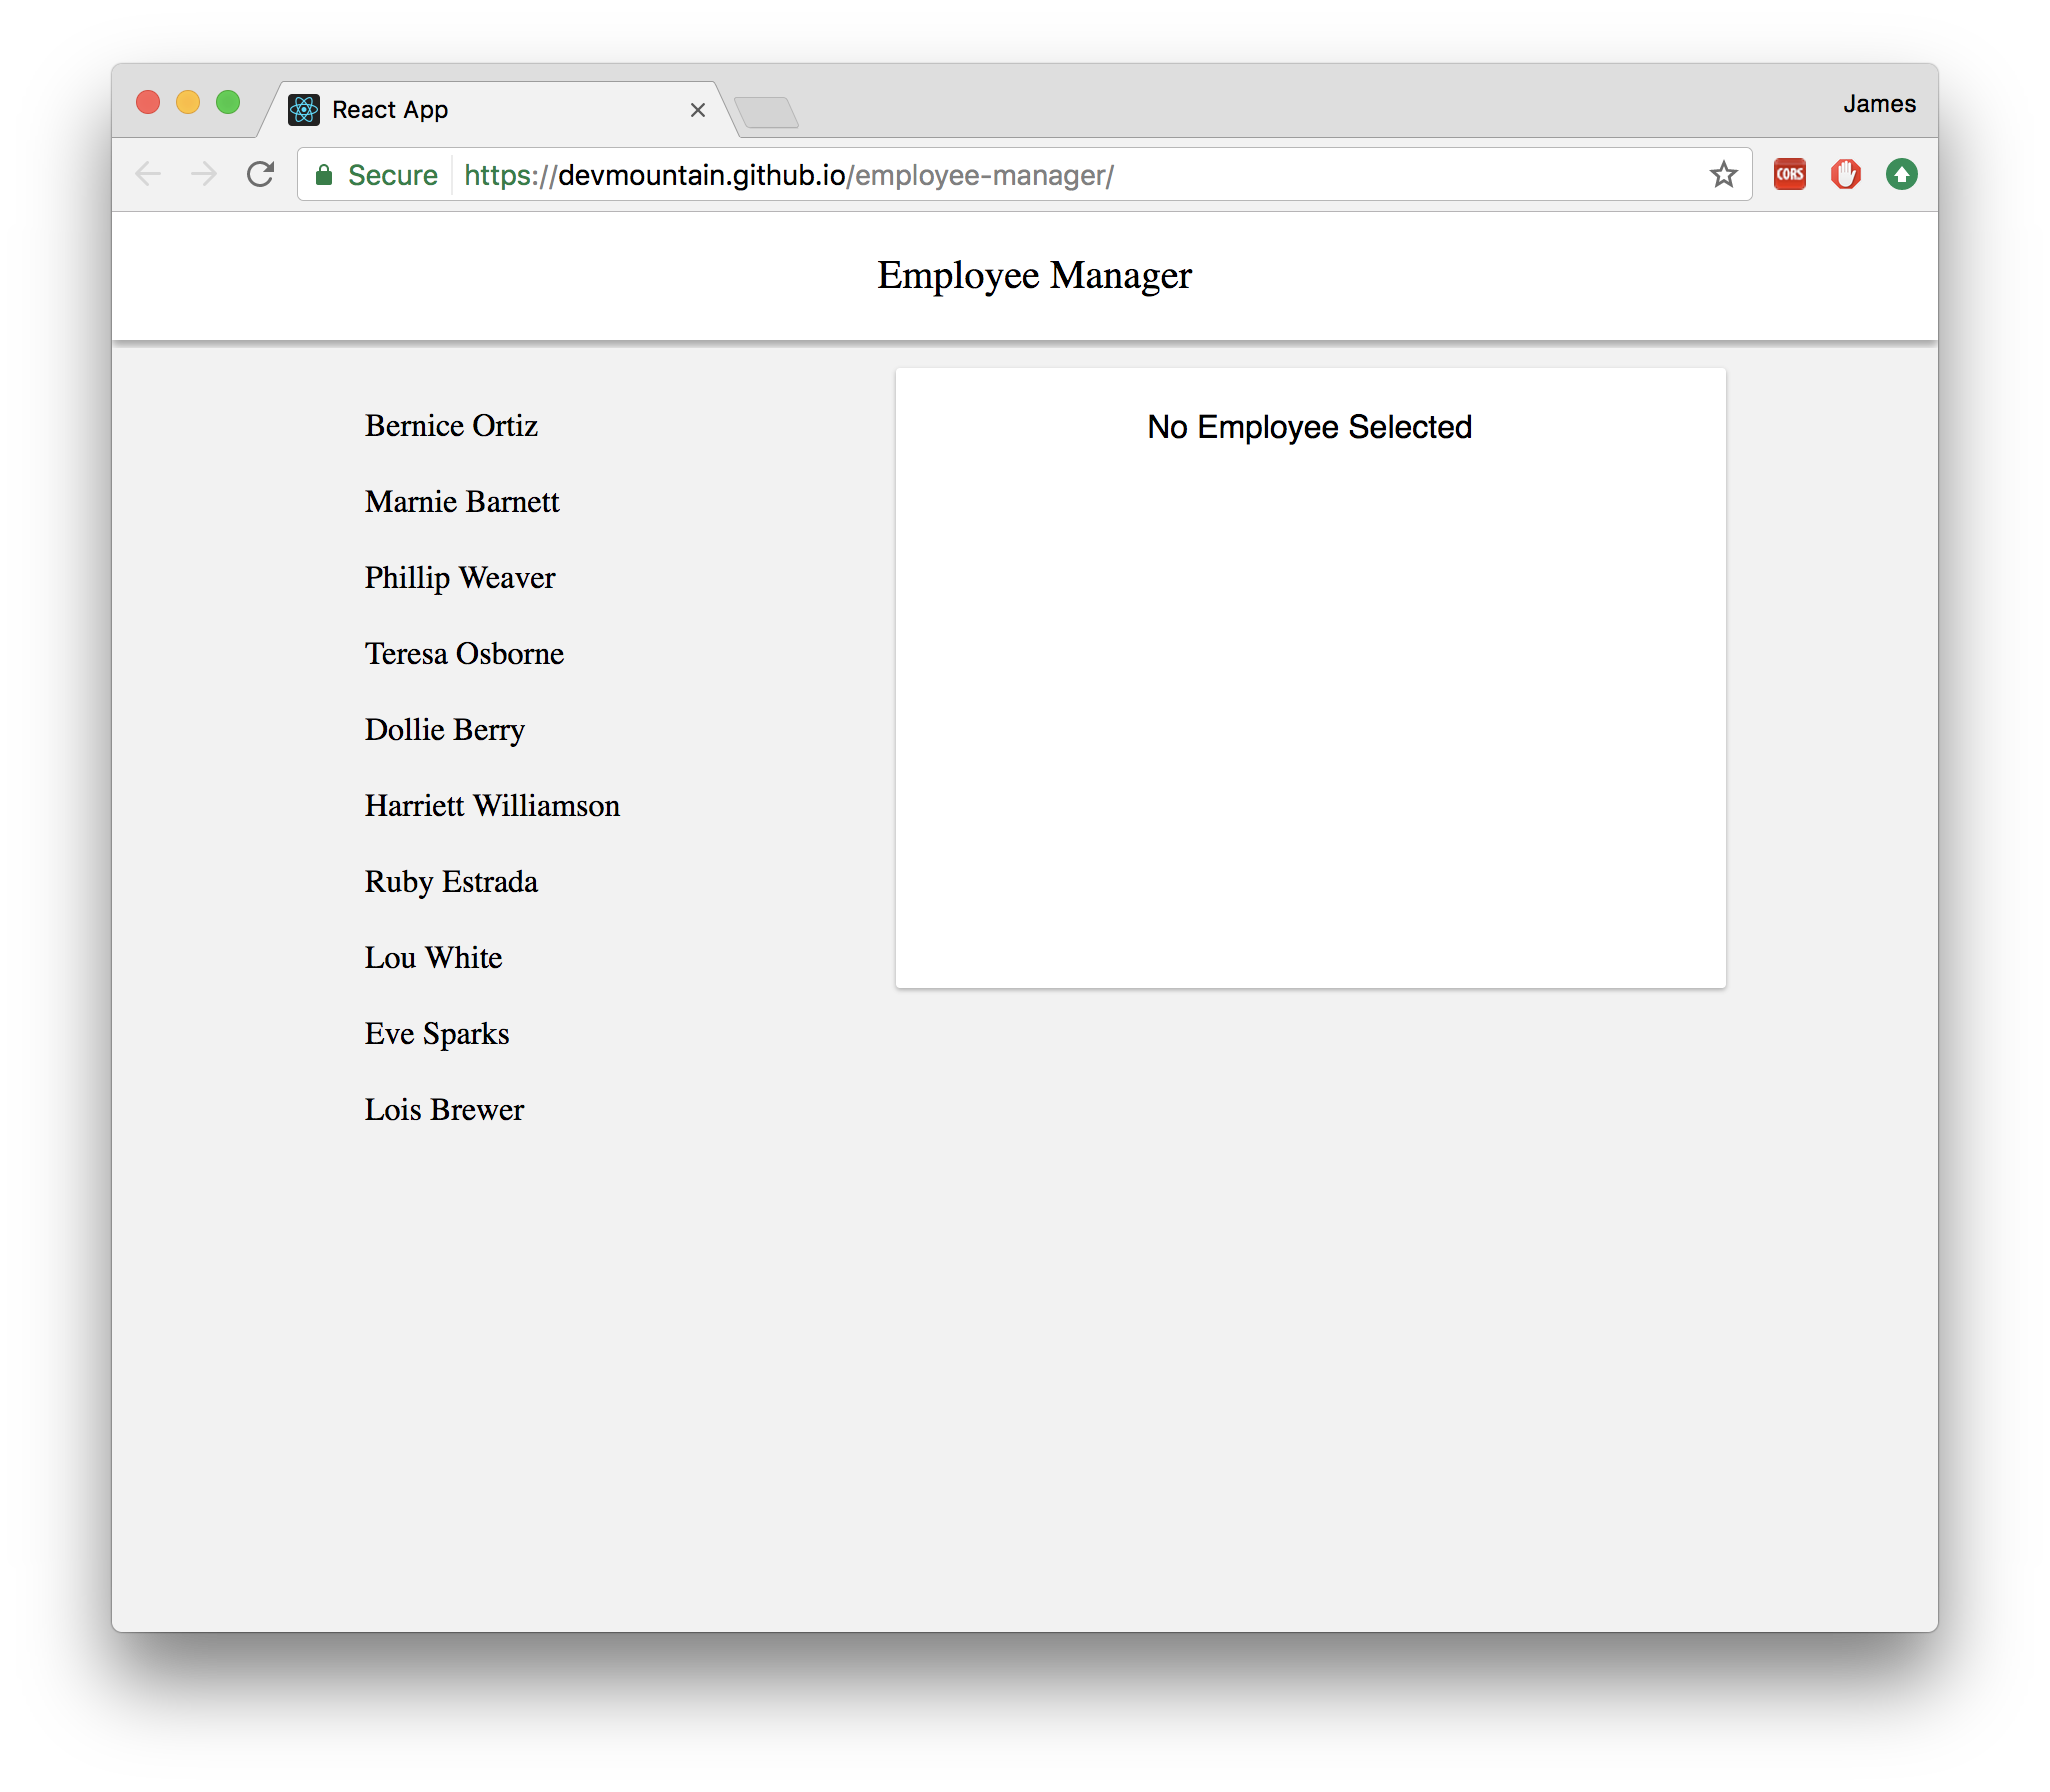 React App
James
Secure https://devmountain.github.io/employee-manager/
CORS
Employee Manager
Bernice Ortiz
Marnie Barnett
Phillip Weaver
Teresa Osborne
Dollie Berry
Harriett Williamson
Ruby Estrada
Lou White
Eve Sparks
Lois Brewer
No Employee Selected